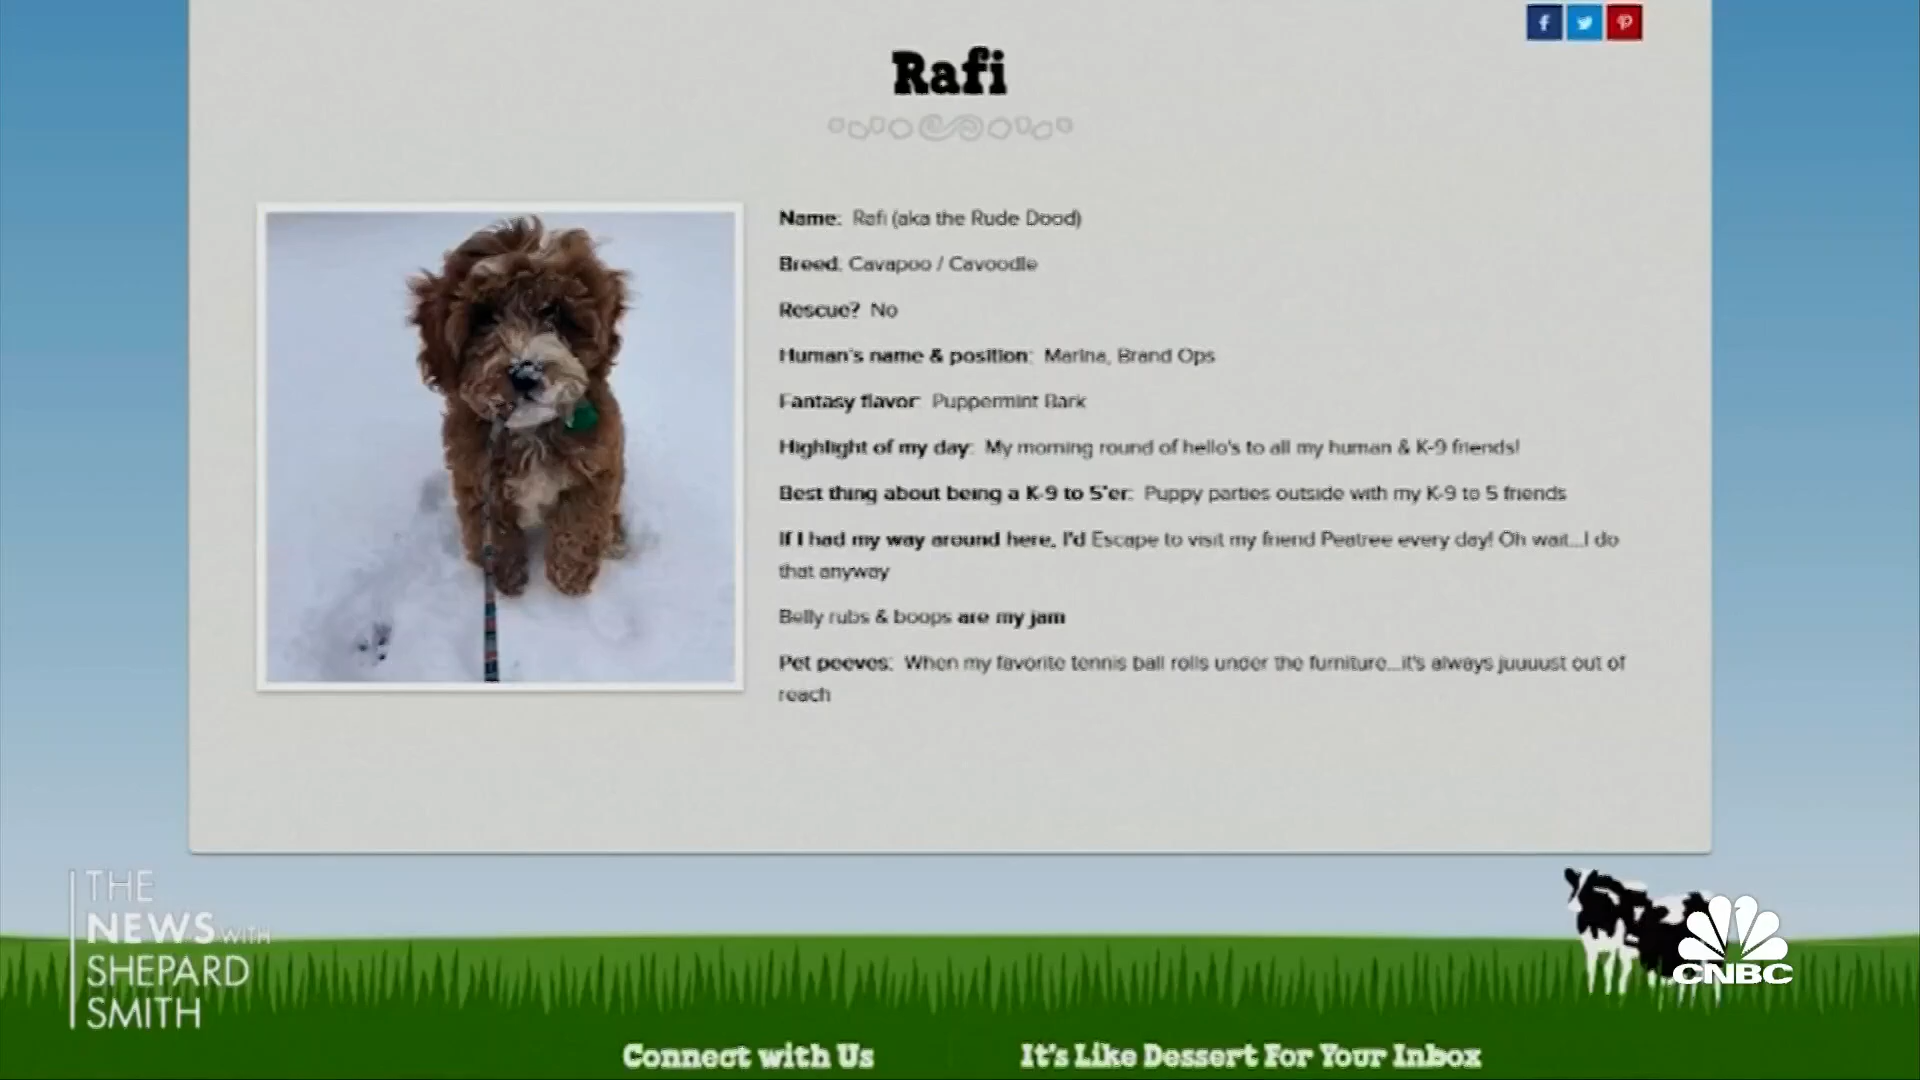 Rafi
Name: Rafi (aka the Rude Dood)
Breed: Cavapoo / Cavoodle
Rescue? No
Human's name & position: Marina, Brand Ops
Fantasy flavor: Puppermint Bark
Highlight of my day: My morning round of hello's to all my human & K-9 friends!
Best thing about being a K-9 to 5'er: Puppy parties outside with my K-9 to 5 friends
If I had my way around here, I'd Escape to visit my friend Peatree every day! Oh wait...I do
that anyway
Belly rubs & boops are my jam
Pet peeves: When my favorite tennis ball rolls under the furniture...it's always juuuust out of
reach
THE
NEWS WITH
SHEPARD
SMITH
CNBC
Connect with Us
It's Like Dessert For Your Inbox